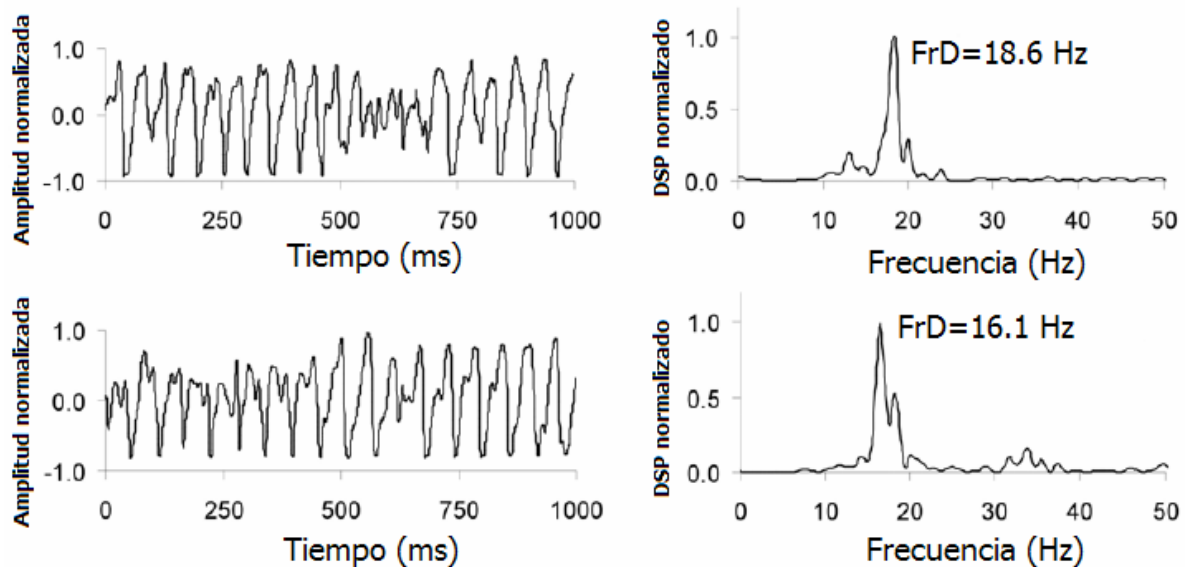 Amplitud normalizada
1.0
0.0
-1.0
0 250 500 750 1000
Tiempo (ms)
DSP normalizado
1.0
0.5
0.0
FrD=18.6 Hz
0 10 20 30 40 50
Frecuencia (Hz)
Amplitud normalizada
1.0
0.0
-1.0
0 250 500 750 1000
Tiempo (ms)
DSP normalizado
1.0
0.5
0.0
FrD=16.1 Hz
0 10 20 30 40 50
Frecuencia (Hz)